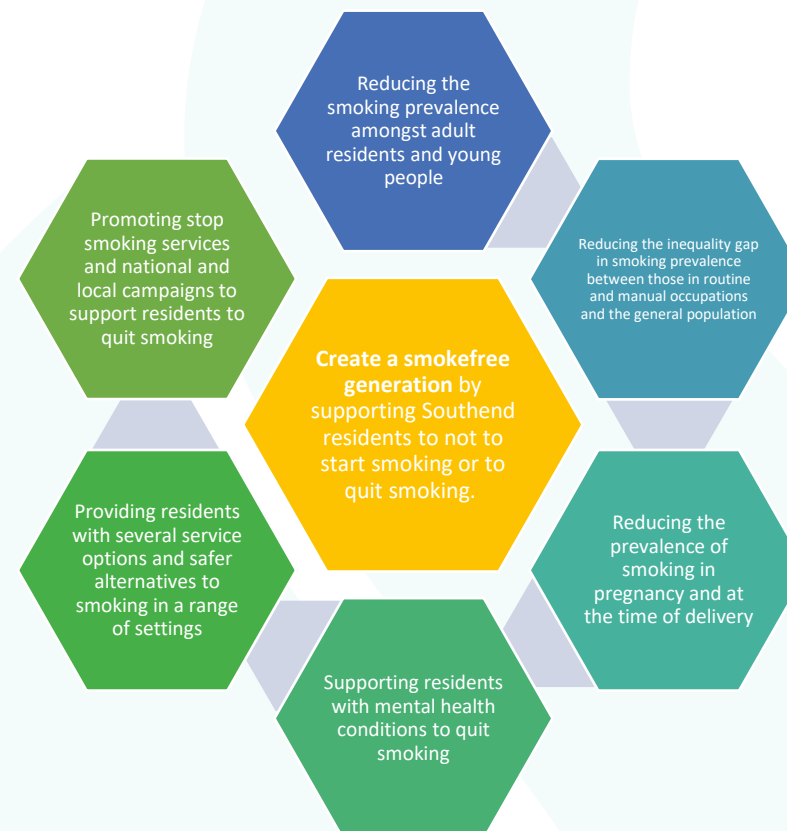 Reducing the
smoking prevalence
amongst adult
residents and young
people
Reducing the inequality gap
in smoking prevalence
between those in routine
and manual occupations
and the general population
Reducing the
prevalence of
smoking in
pregnancy and at
the time of delivery
Supporting residents
with mental health
conditions to quit
smoking
Providing residents
with several service
options and safer
alternatives to
smoking in a range
of settings
Promoting stop
smoking services
and national and
local campaigns to
support residents to
quit smoking
Create a smokefree
generation by
supporting Southend
residents to not to
start smoking or to
quit smoking.